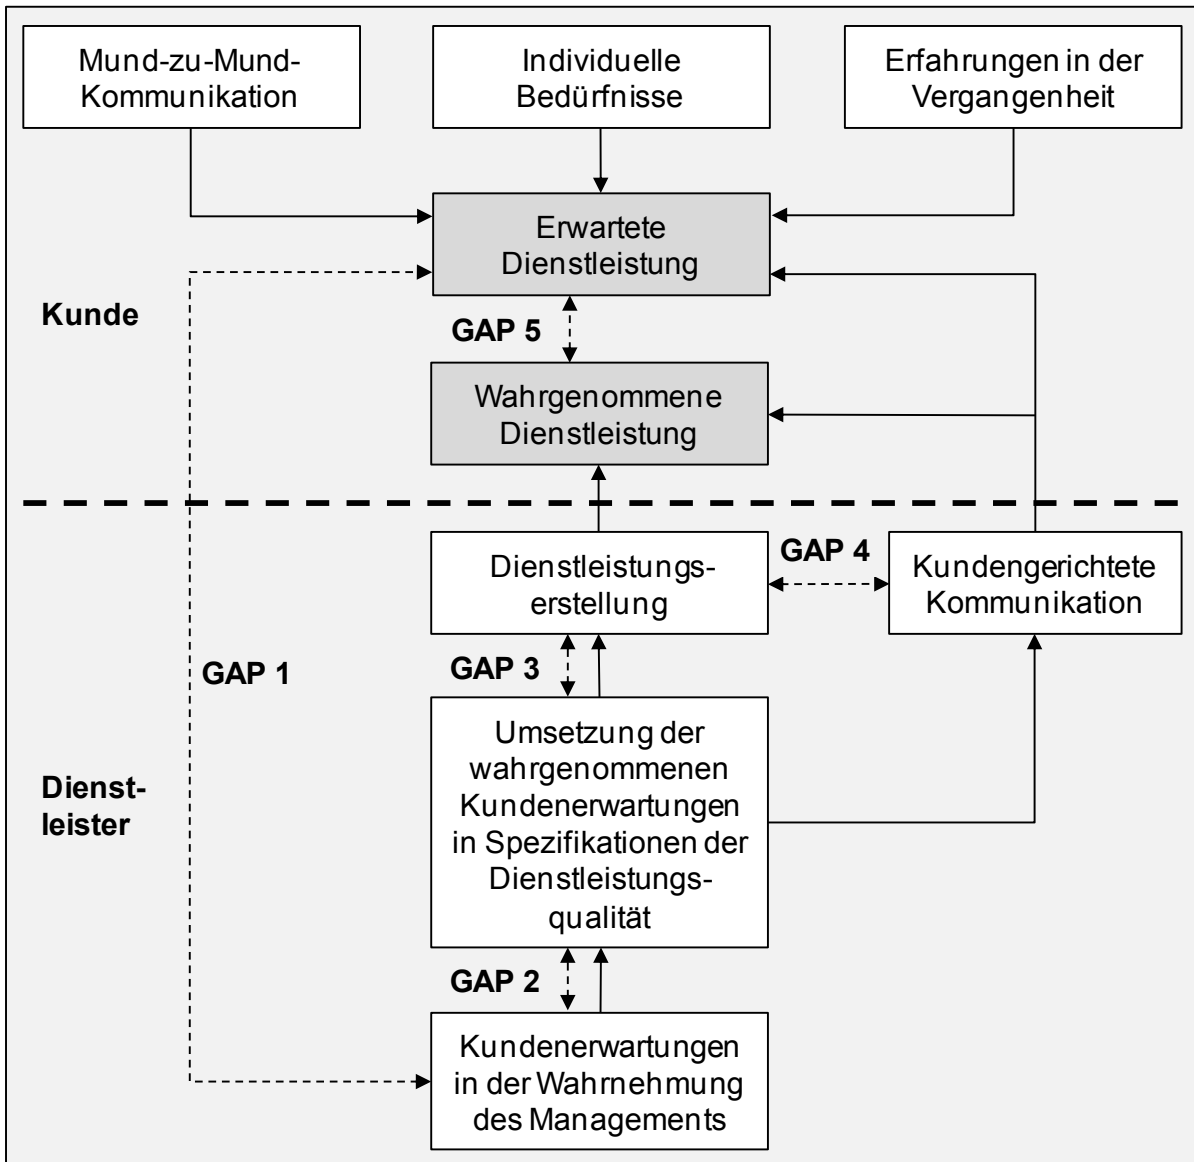 Mund-zu-Mund-
Kommunikation
Individuelle
Bedürfnisse
Erfahrungen in der
Vergangenheit
Erwartete
Dienstleistung
Kunde
GAP 5
Wahrgenommene
Dienstleistung
Dienstleistungs-
erstellung
GAP 4
Kundengerichtete
Kommunikation
GAP 1
GAP 3
Dienst-
leister
Umsetzung der
wahrgenommenen
Kundenerwartungen
in Spezifikationen der
Dienstleistungs-
qualität
GAP 2
Kundenerwartungen
in der Wahrnehmung
des Managements